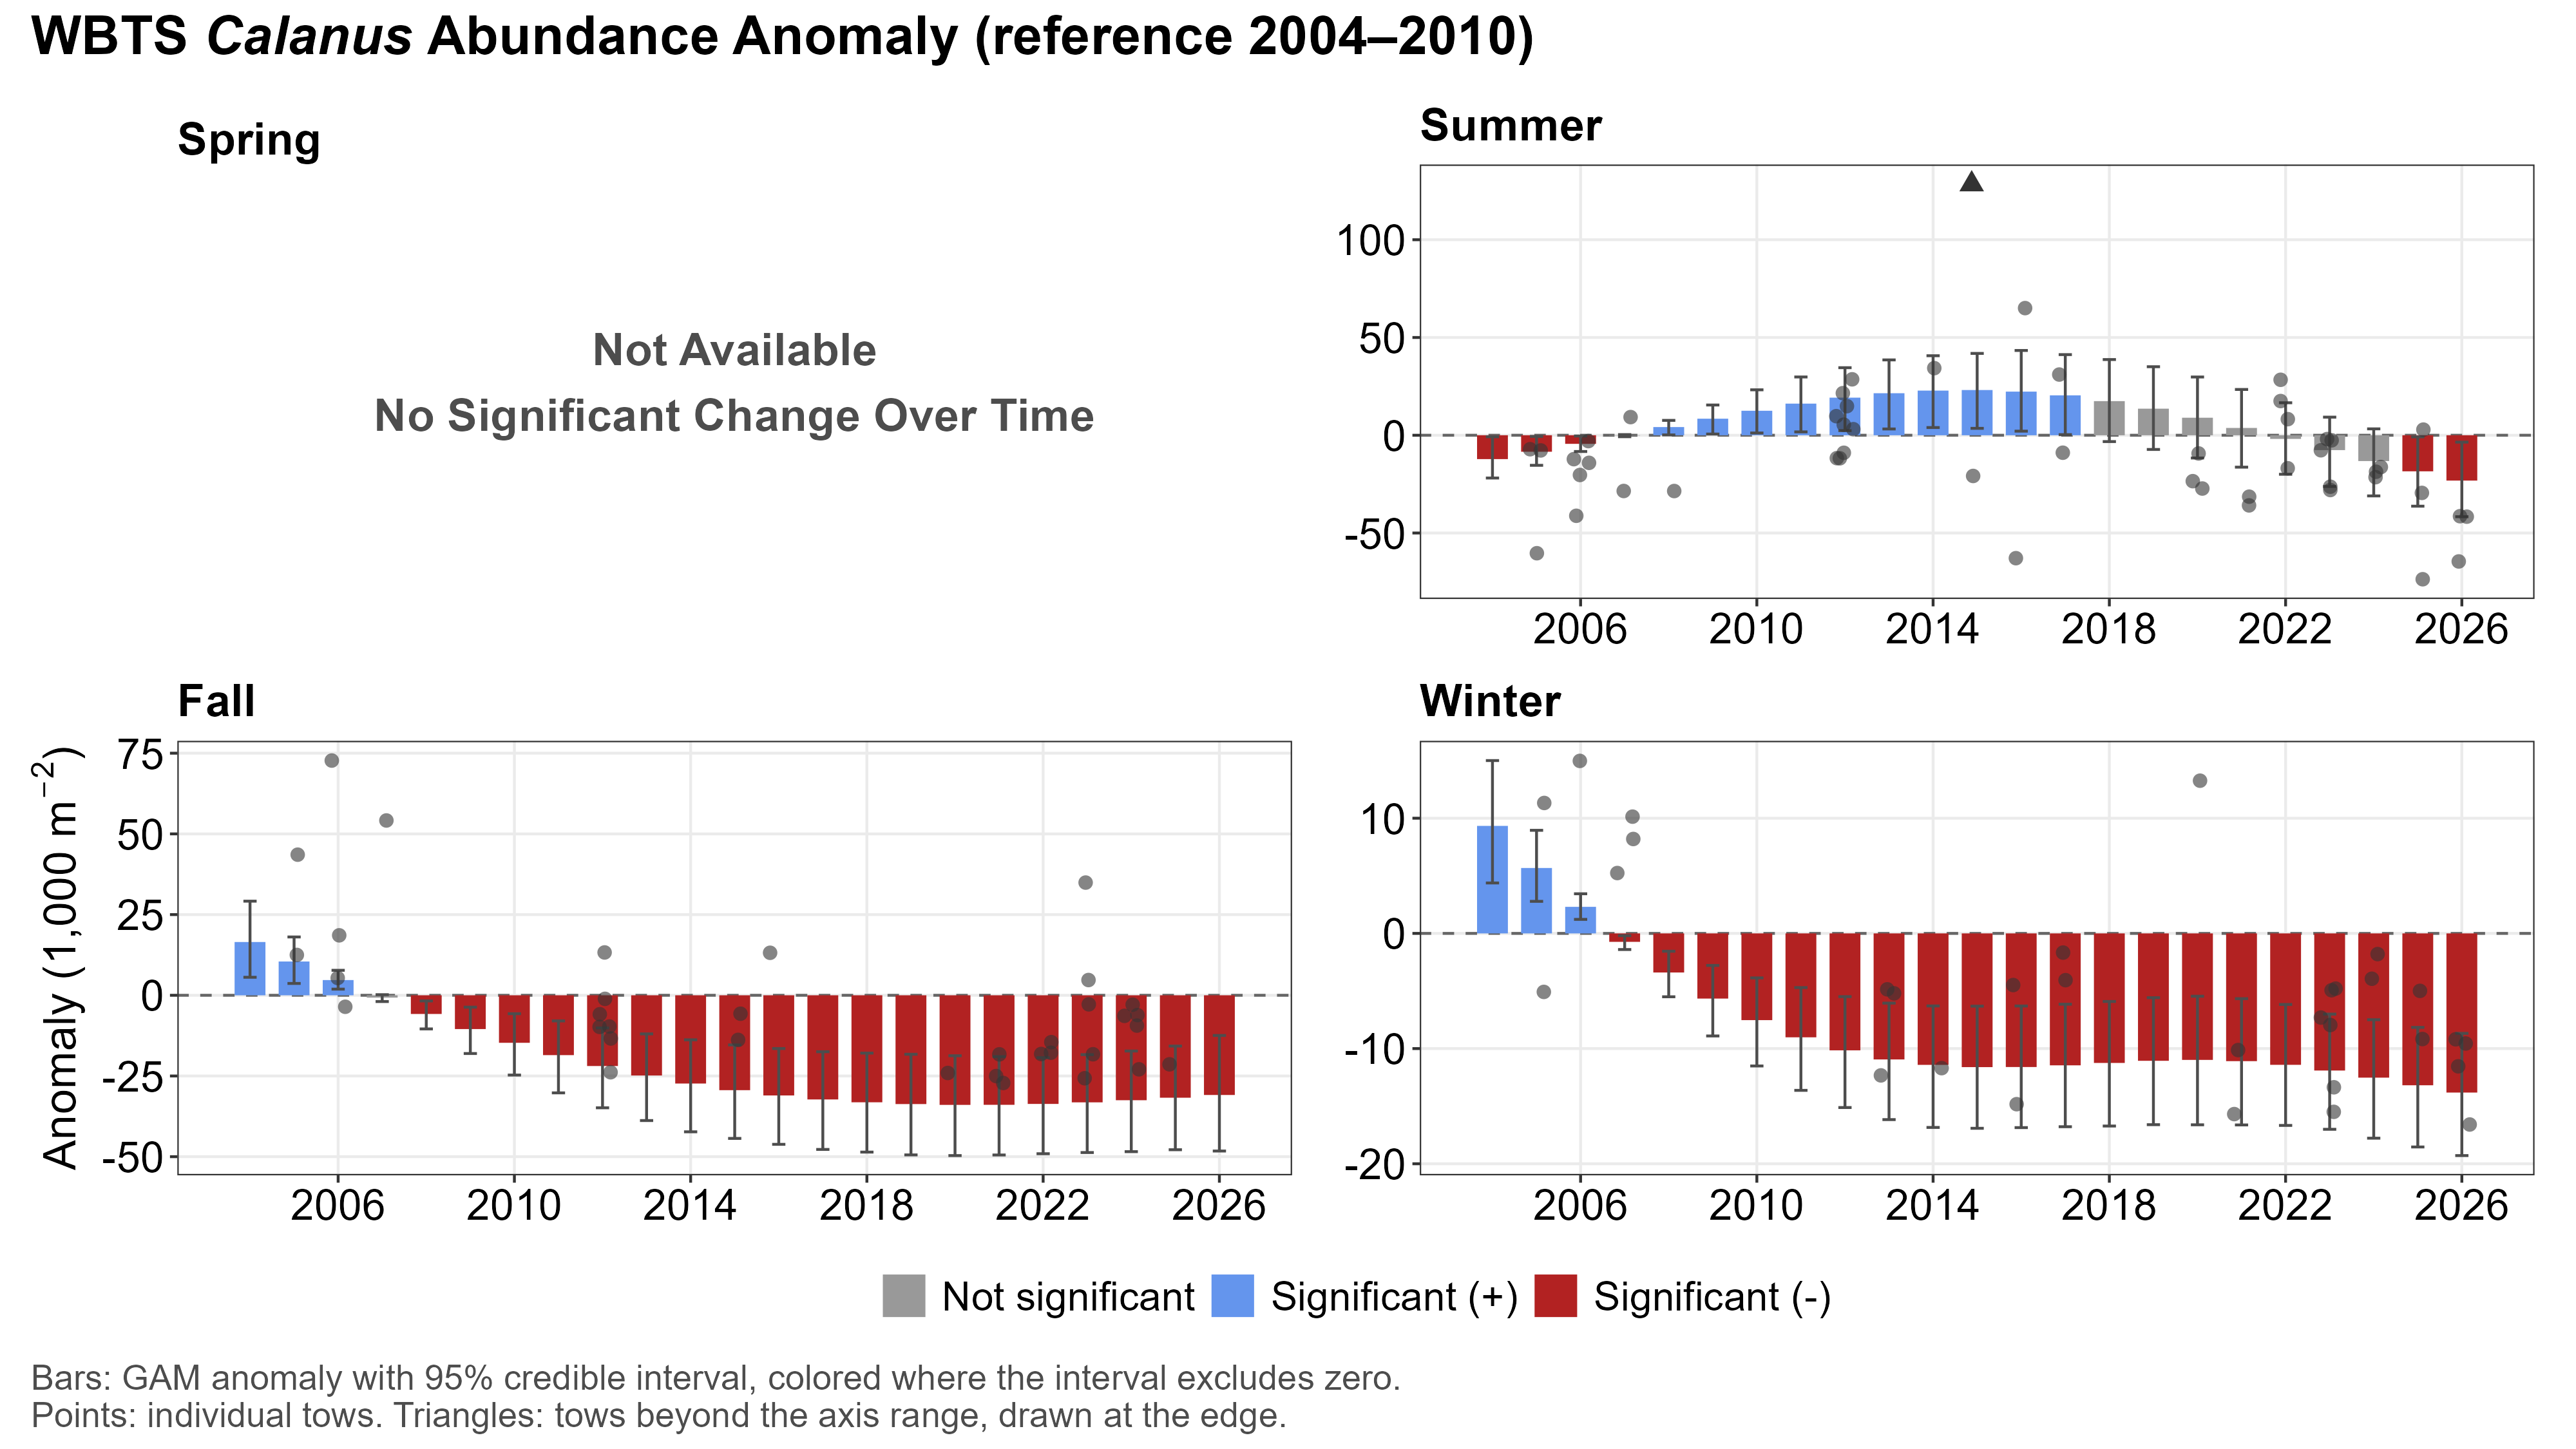 WBTS Calanus Abundance Anomaly (reference 2004–2010)
Spring
Not Available
No Significant Change Over Time
Summer
100
50
0
-50
2006 2010 2014 2018 2022 2026
Fall
Anomaly (1,000 m⁻²)
75
50
25
0
-25
-50
2006 2010 2014 2018 2022 2026
Winter
10
0
-10
-20
2006 2010 2014 2018 2022 2026
Not significant Significant (+) Significant (-)
Bars: GAM anomaly with 95% credible interval, colored where the interval excludes zero.
Points: individual tows. Triangles: tows beyond the axis range, drawn at the edge.